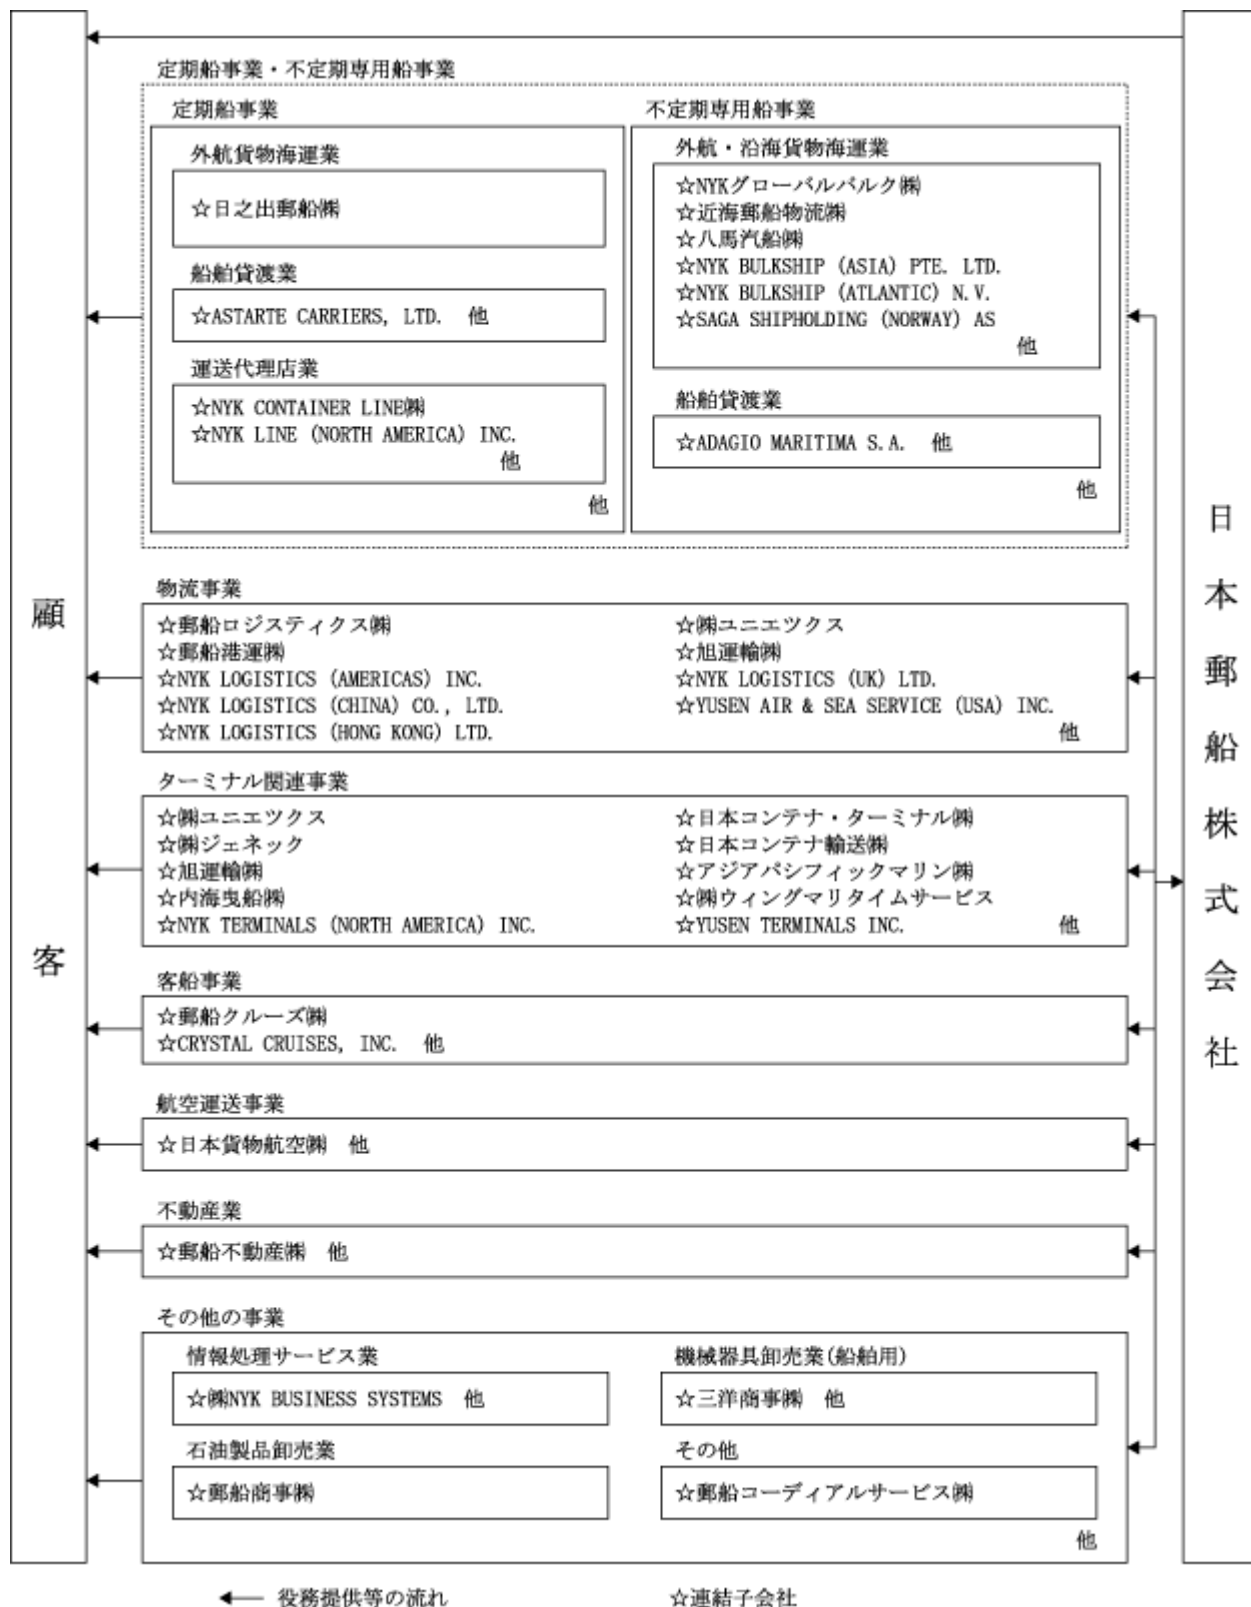 定期船事業・不定期専用船事業
定期船事業
外航貨物海運業
☆日之出郵船㈱
船舶貸渡業
☆ASTARTE CARRIERS, LTD. 他
運送代理店業
☆NYK CONTAINER LINE㈱
☆NYK LINE (NORTH AMERICA) INC.
他
他
不定期専用船事業
外航・沿海貨物海運業
☆NYKグローバルバルク㈱
☆近海郵船物流㈱
☆八馬汽船㈱
☆NYK BULKSHIP (ASIA) PTE. LTD.
☆NYK BULKSHIP (ATLANTIC) N.V.
☆SAGA SHIPHOLDING (NORWAY) AS
他
船舶貸渡業
☆ADAGIO MARITIMA S.A. 他
他
物流事業
☆郵船ロジスティクス㈱
☆郵船港運㈱
☆NYK LOGISTICS (AMERICAS) INC.
☆NYK LOGISTICS (CHINA) CO., LTD.
☆NYK LOGISTICS (HONG KONG) LTD.
☆㈱ユニエツクス
☆旭運輸㈱
☆NYK LOGISTICS (UK) LTD.
☆YUSEN AIR & SEA SERVICE (USA) INC.
他
ターミナル関連事業
☆㈱ユニエツクス
☆㈱ジェネック
☆旭運輸㈱
☆内海曳船㈱
☆NYK TERMINALS (NORTH AMERICA) INC.
☆日本コンテナ・ターミナル㈱
☆日本コンテナ輸送㈱
☆アジアパシフィックマリン㈱
☆㈱ウィングマリタイムサービス
☆YUSEN TERMINALS INC. 他
客船事業
☆郵船クルーズ㈱
☆CRYSTAL CRUISES, INC. 他
航空運送事業
☆日本貨物航空㈱ 他
不動産業
☆郵船不動産㈱ 他
その他の事業
情報処理サービス業
☆㈱NYK BUSINESS SYSTEMS 他
機械器具卸売業(船舶用)
☆三洋商事㈱ 他
石油製品卸売業
☆郵船商事㈱
その他
☆郵船コーディアルサービス㈱
他
顧客
日本郵船株式会社
← 役務提供等の流れ
☆連結子会社